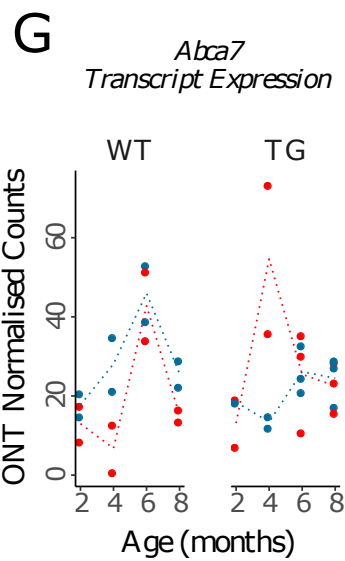 G
Abca7
Transcript Expression
WT
TG
ONT Normalised Counts
60
40
20
0
2 4 6 8
2 4 6 8
Age (months)